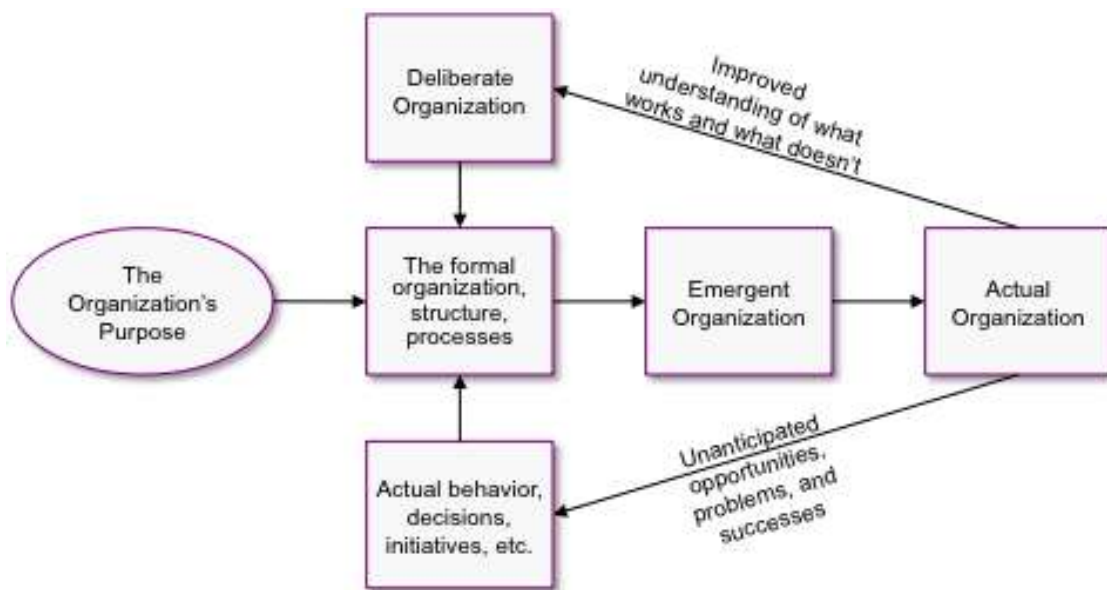 Deliberate
Organization
Improved
understanding of what
works and what doesn't
The
Organization's
Purpose
The formal
organization,
structure,
processes
Emergent
Organization
Actual
Organization
Actual behavior,
decisions,
initiatives, etc.
Unanticipated
opportunities,
problems, and
successes